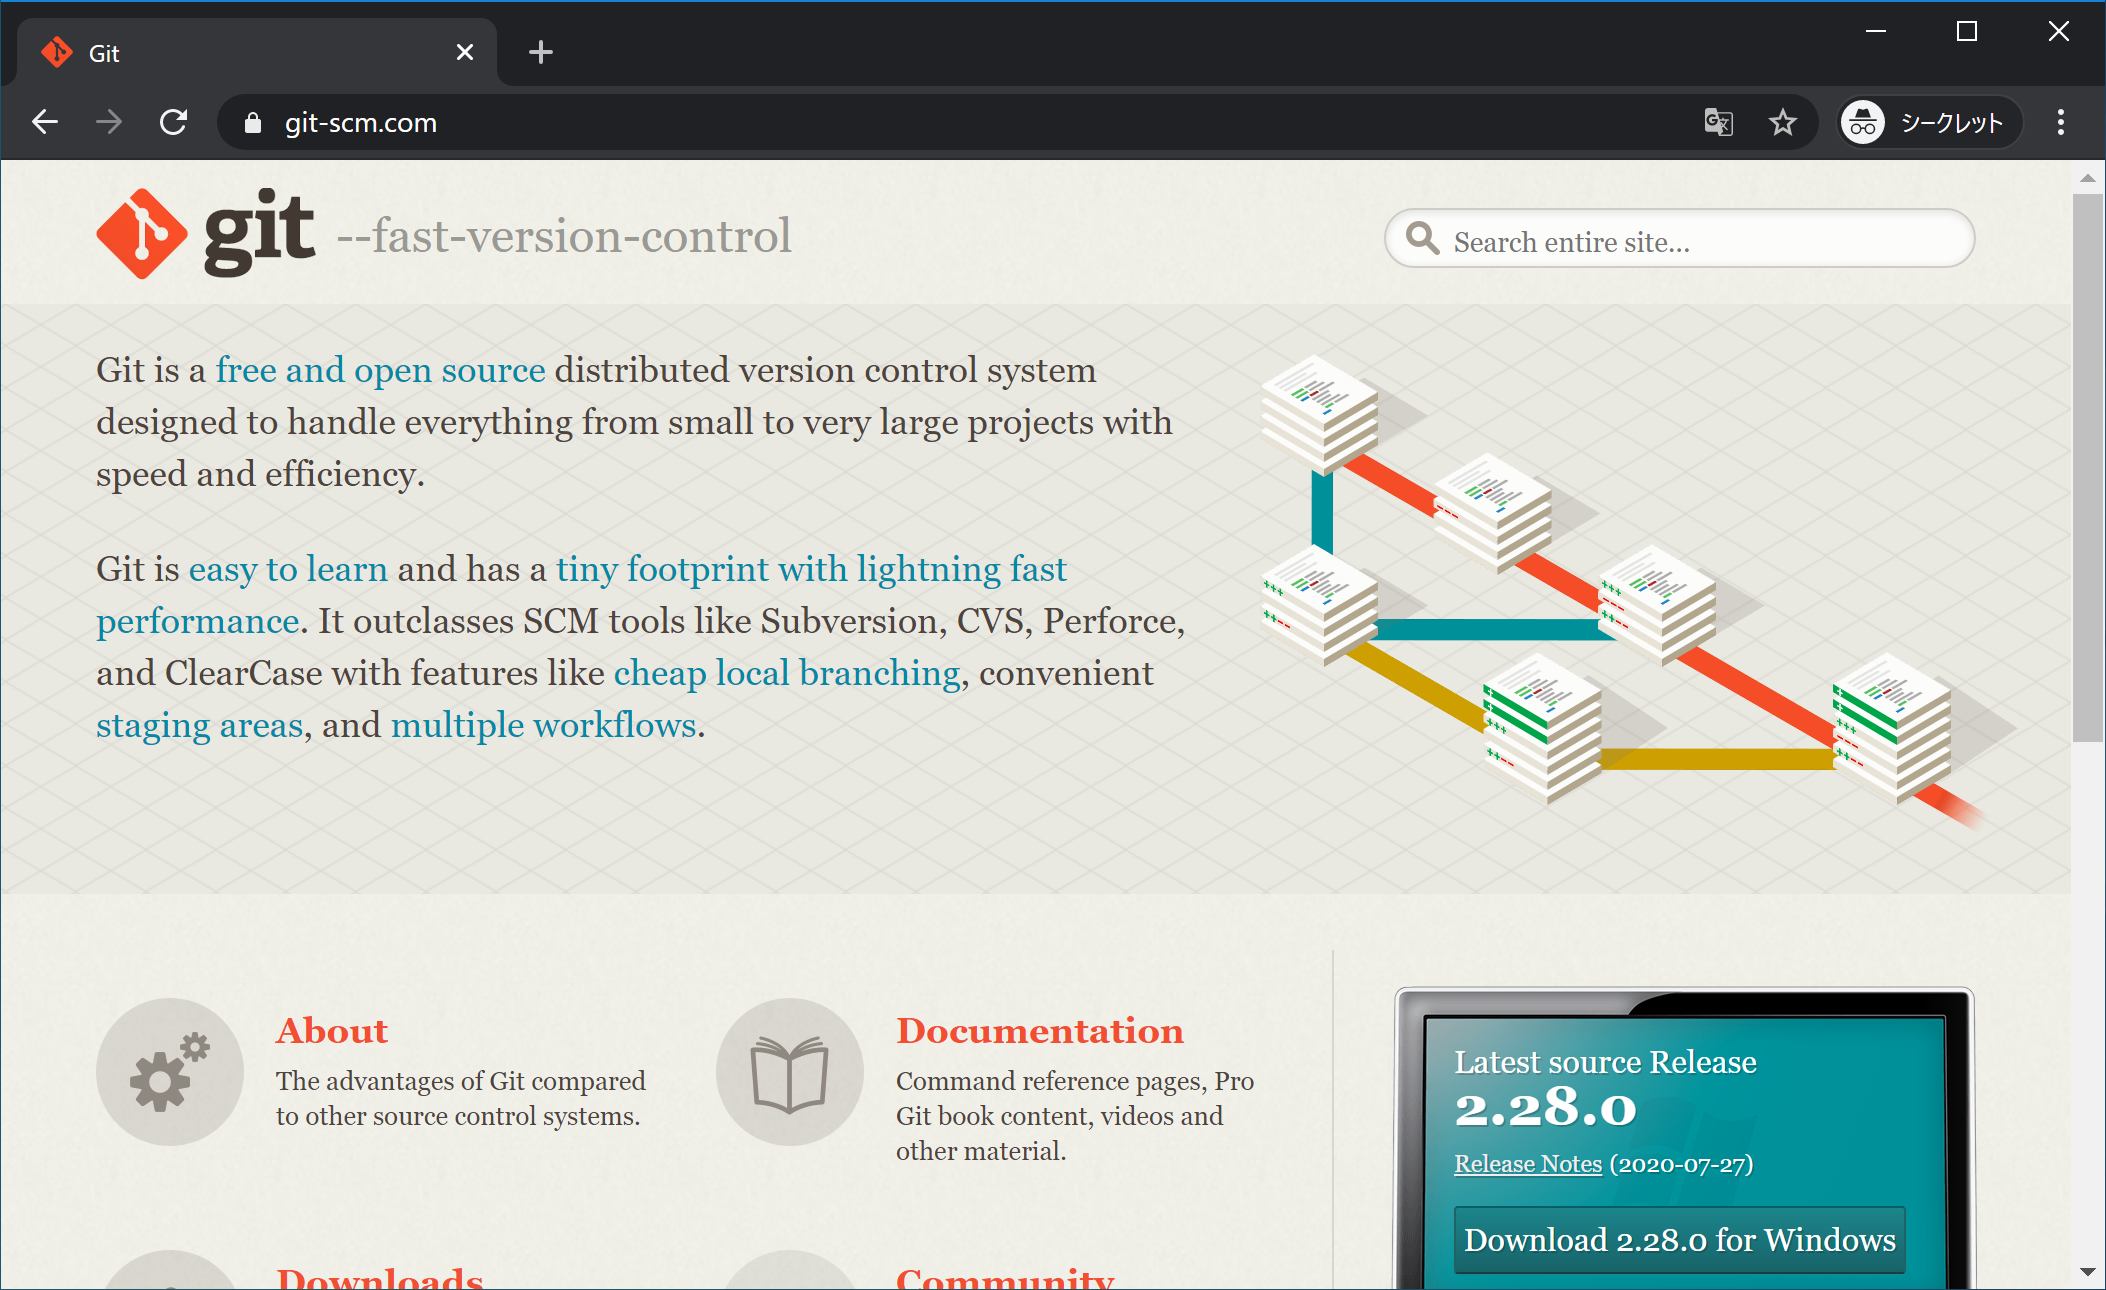 Git
git-scm.com
シークレット
git --fast-version-control
Search entire site...
Git is a free and open source distributed version control system
designed to handle everything from small to very large projects with
speed and efficiency.
Git is easy to learn and has a tiny footprint with lightning fast
performance. It outclasses SCM tools like Subversion, CVS, Perforce,
and ClearCase with features like cheap local branching, convenient
staging areas, and multiple workflows.
About
The advantages of Git compared
to other source control systems.
Documentation
Command reference pages, Pro
Git book content, videos and
other material.
Latest source Release
2.28.0
Release Notes (2020-07-27)
Download 2.28.0 for Windows
Downloads
Community